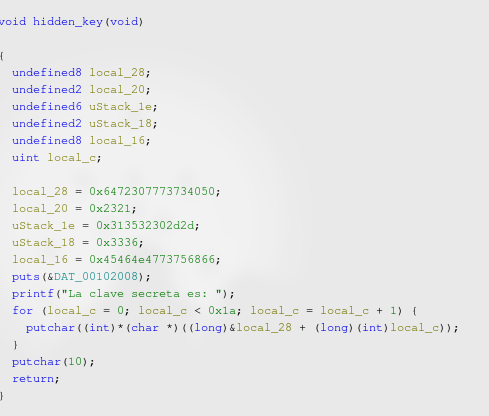 void hidden_key(void)
{
undefined8 local_28;
undefined2 local_20;
undefined6 uStack_1e;
undefined2 uStack_18;
undefined8 local_16;
uint local_c;
local_28 = 0x6472307773734050;
local_20 = 0x2321;
uStack_1e = 0x313532302d2d;
uStack_18 = 0x3336;
local_16 = 0x45464e4773756866;
puts(&DAT_00102008);
printf("La clave secreta es: ");
for (local_c = 0; local_c < 0x1a; local_c = local_c + 1) {
putchar((int)*(char *)((long)&local_28 + (long)(int)local_c));
}
putchar(10);
return;
}